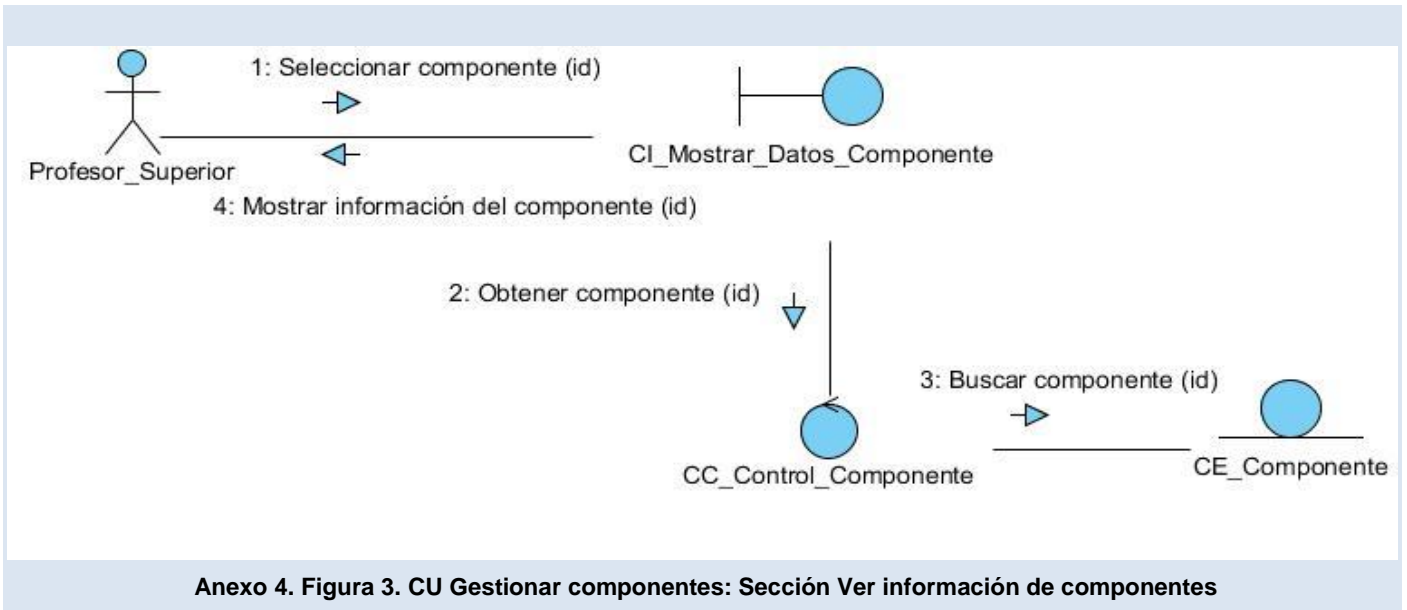 1: Seleccionar componente (id)
Profesor_Superior
CI_Mostrar_Datos_Componente
4: Mostrar información del componente (id)
2: Obtener componente (id)
3: Buscar componente (id)
CC_Control_Componente
CE_Componente
Anexo 4. Figura 3. CU Gestionar componentes: Sección Ver información de componentes